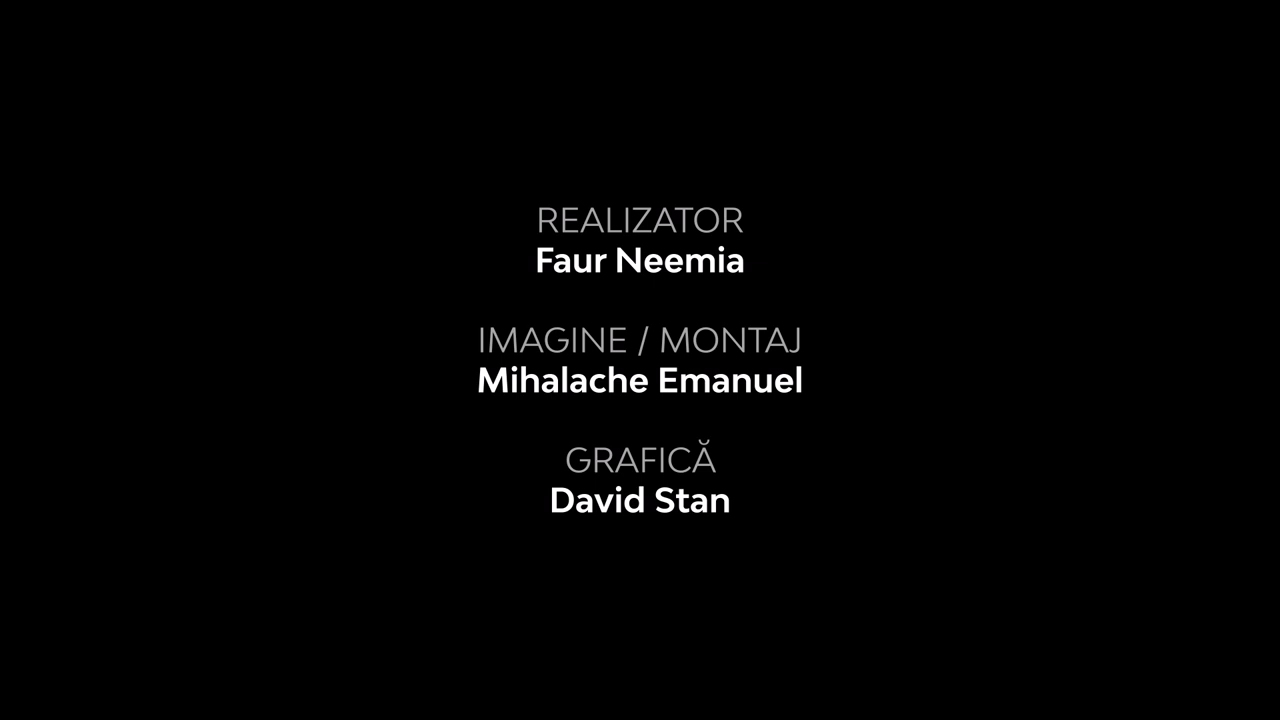 REALIZATOR
Faur Neemia
IMAGINE / MONTAJ
Mihalache Emanuel
GRAFICĂ
David Stan